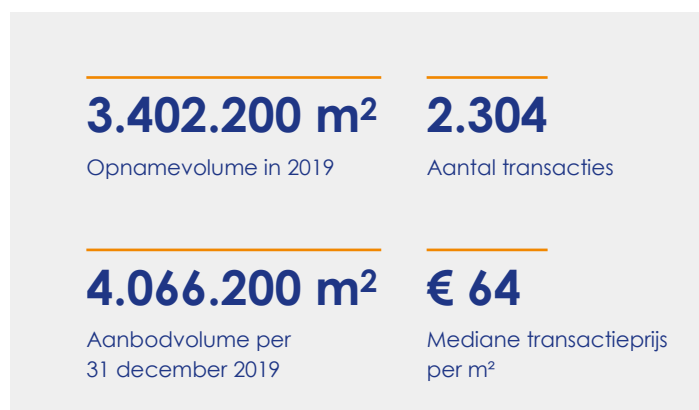 3.402.200 m²
Opnamevolume in 2019
2.304
Aantal transacties
4.066.200 m²
Aanbodvolume per
31 december 2019
€ 64
Mediane transactieprijs
per m²